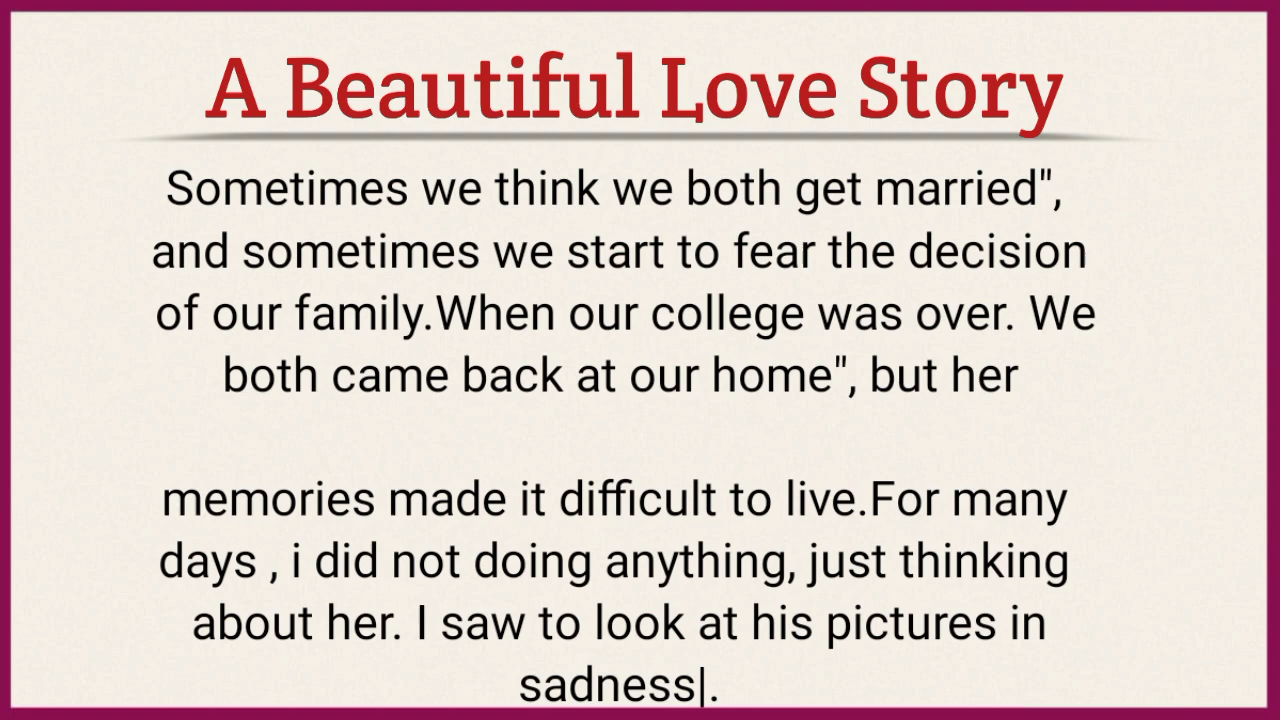 A Beautiful Love Story
Sometimes we think we both get married",
and sometimes we start to fear the decision
of our family.When our college was over. We
both came back at our home", but her
memories made it difficult to live.For many
days , i did not doing anything, just thinking
about her. I saw to look at his pictures in
sadness|.